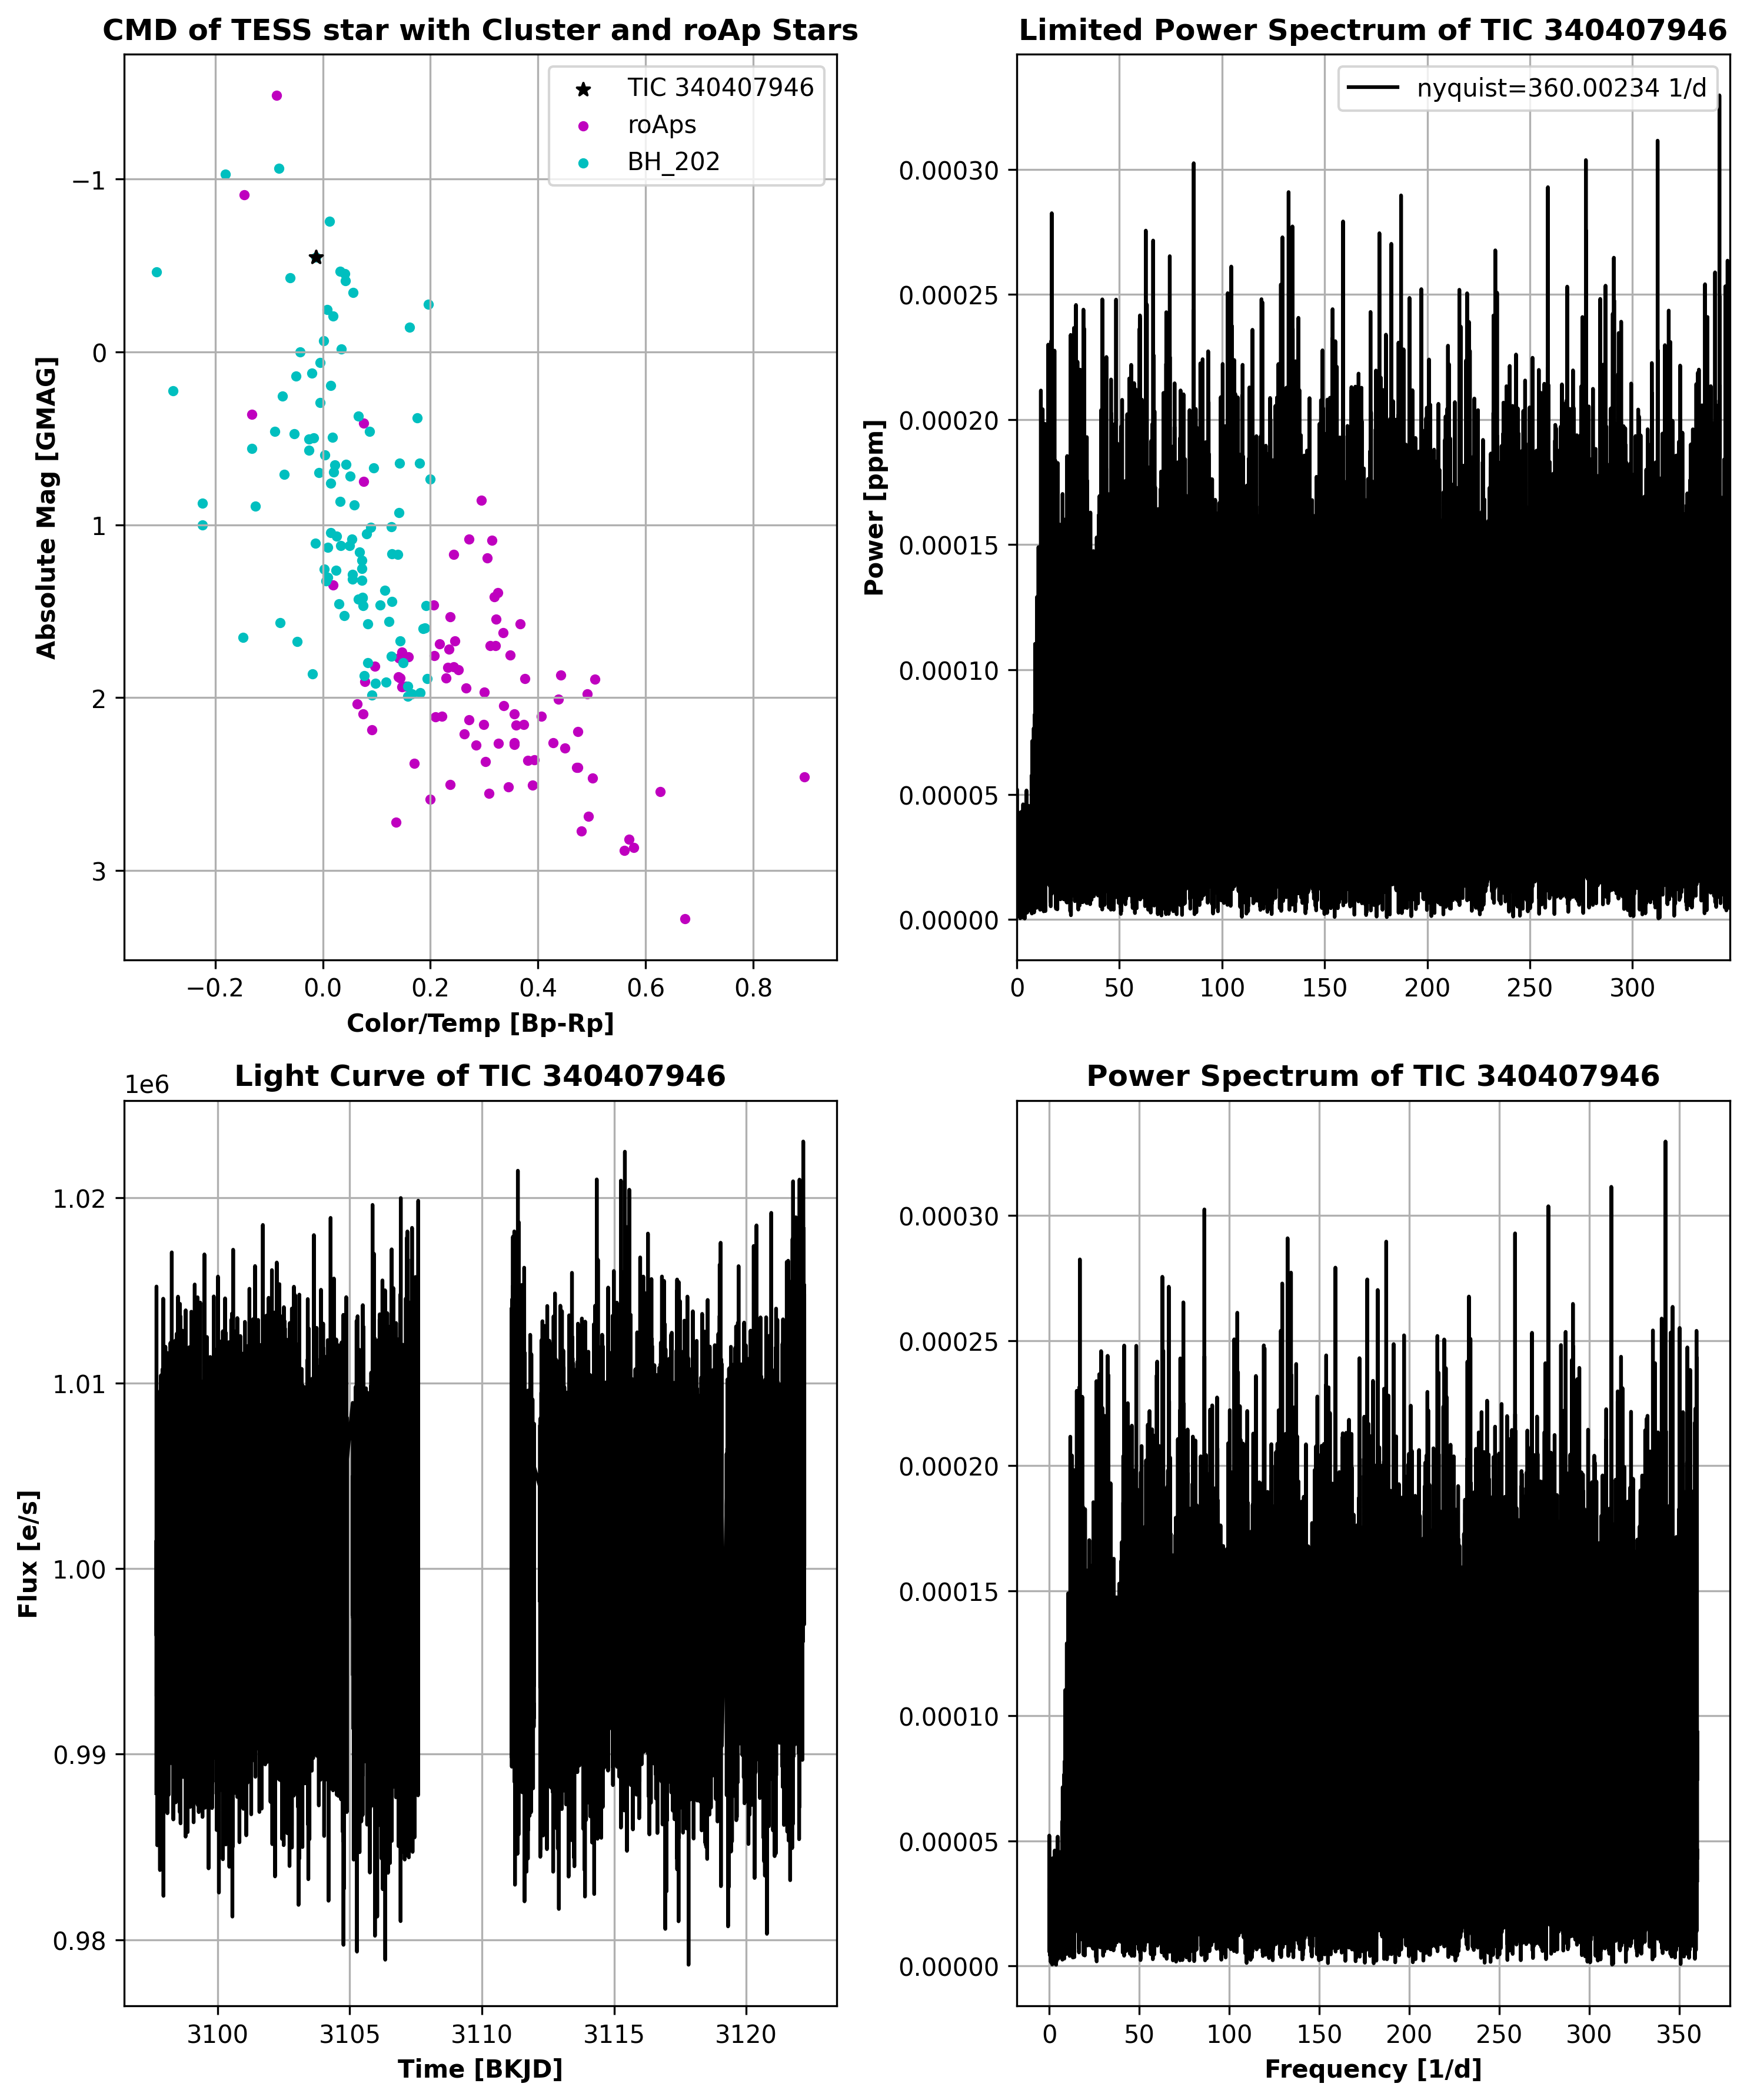 CMD of TESS star with Cluster and roAp Stars
TIC 340407946
roAps
BH_202
−1
0
1
2
3
Absolute Mag [GMAG]
−0.2 0.0 0.2 0.4 0.6 0.8
Color/Temp [Bp-Rp]
Limited Power Spectrum of TIC 340407946
nyquist=360.00234 1/d
0.00030
0.00025
0.00020
0.00015
0.00010
0.00005
0.00000
Power [ppm]
0 50 100 150 200 250 300
Light Curve of TIC 340407946
1e6
1.02
1.01
1.00
0.99
0.98
Flux [e/s]
3100 3105 3110 3115 3120
Time [BKJD]
Power Spectrum of TIC 340407946
0.00030
0.00025
0.00020
0.00015
0.00010
0.00005
0.00000
0 50 100 150 200 250 300 350
Frequency [1/d]